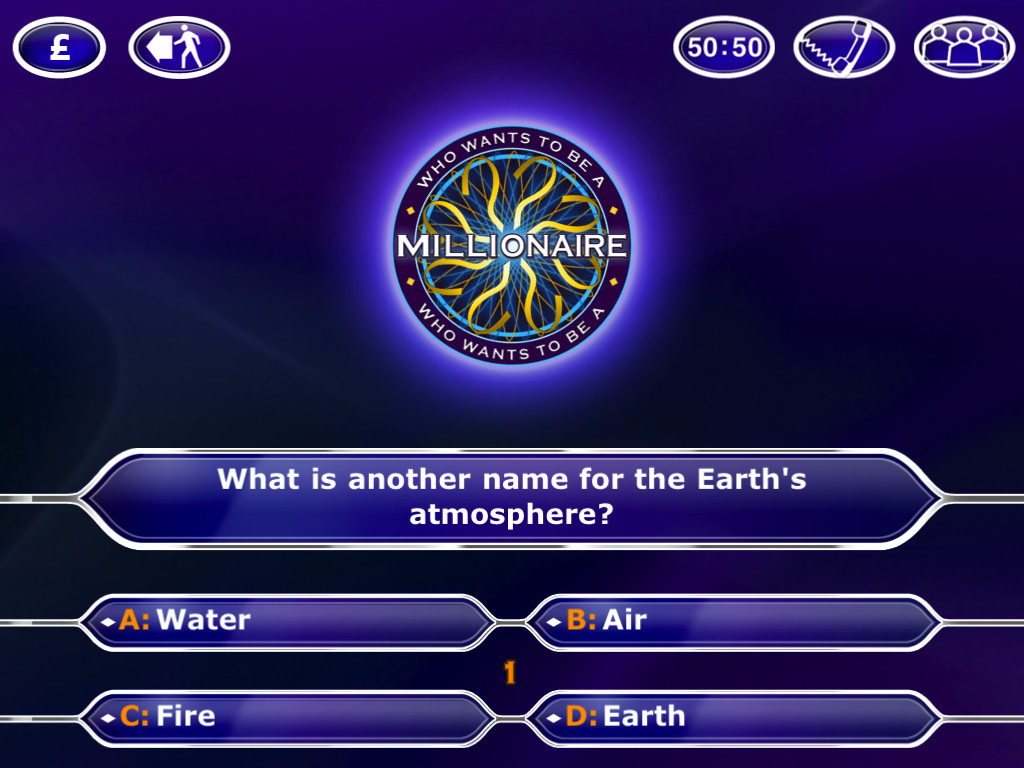 £
50:50
WHO WANTS TO BE A
MILLIONAIRE
WHO WANTS TO BE A
What is another name for the Earth's
atmosphere?
A: Water
B: Air
1
C: Fire
D: Earth